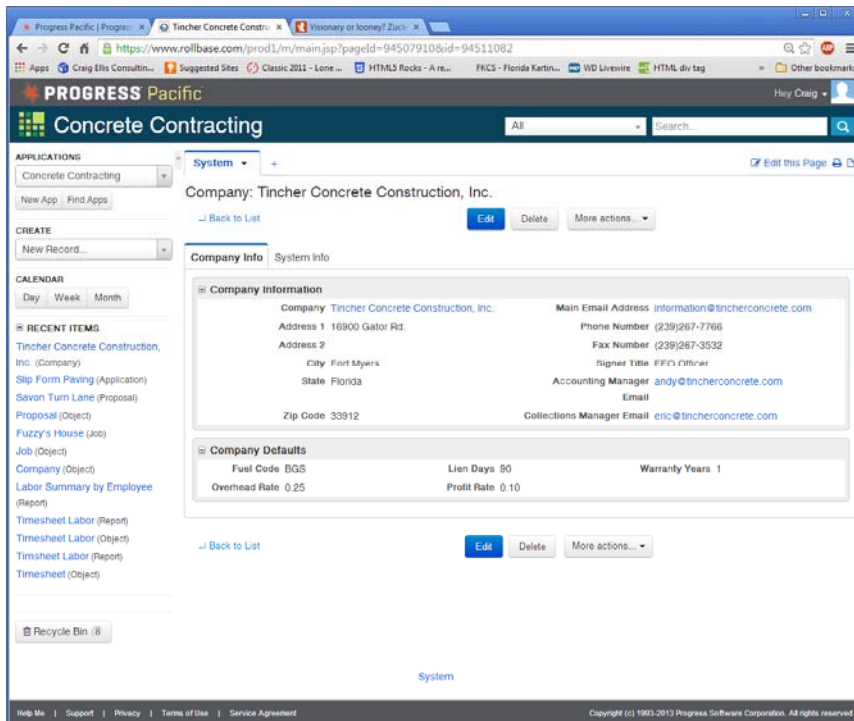 Progress Pacific | Progres
Tincher Concrete Constru
Visionary or looney? Zuck
https://www.rollbase.com/prod1/m/main.jsp?pageId=94507910&id=94511082
Apps Craig Ellis Consultin... Suggested Sites Classic 2011 - Lone ... HTML5 Rocks - A re... FKCS - Florida Kartin... WD Livewire HTML div tag » Other bookmark
PROGRESS Pacific Hey Craig
Concrete Contracting All Search...
APPLICATIONS
Concrete Contracting
New App Find Apps
CREATE
New Record...
CALENDAR
Day Week Month
RECENT ITEMS
Tincher Concrete Construction,
Inc. (Company)
Slip Form Paving (Application)
Savon Turn Lane (Proposal)
Proposal (Object)
Fuzzy's House (Job)
Job (Object)
Company (Object)
Labor Summary by Employee
(Report)
Timesheet Labor (Report)
Timesheet Labor (Object)
Timsheet Labor (Report)
Timesheet (Object)
Recycle Bin (8
System + Edit this Page
Company: Tincher Concrete Construction, Inc.
Back to List Edit Delete More actions...
Company Info System Info
Company Information
Company Tincher Concrete Construction, Inc. Main Email Address information@tincherconcrete.com
Address 1 16900 Gator Rd. Phone Number (239)267-7766
Address 2 Fax Number (239)267-3532
City Fort Myers Signer Title EEO Officer
State Florida Accounting Manager andy@tincherconcrete.com
Email
Zip Code 33912 Collections Manager Email eric@tincherconcrete.com
Company Defaults
Fuel Code BGS Lien Days 90 Warranty Years 1
Overhead Rate 0.25 Profit Rate 0.10
Back to List Edit Delete More actions...
System
Help Me | Support | Privacy | Terms of Use | Service Agreement Copyright (c) 1993-2013 Progress Software Corporation. All rights reserved